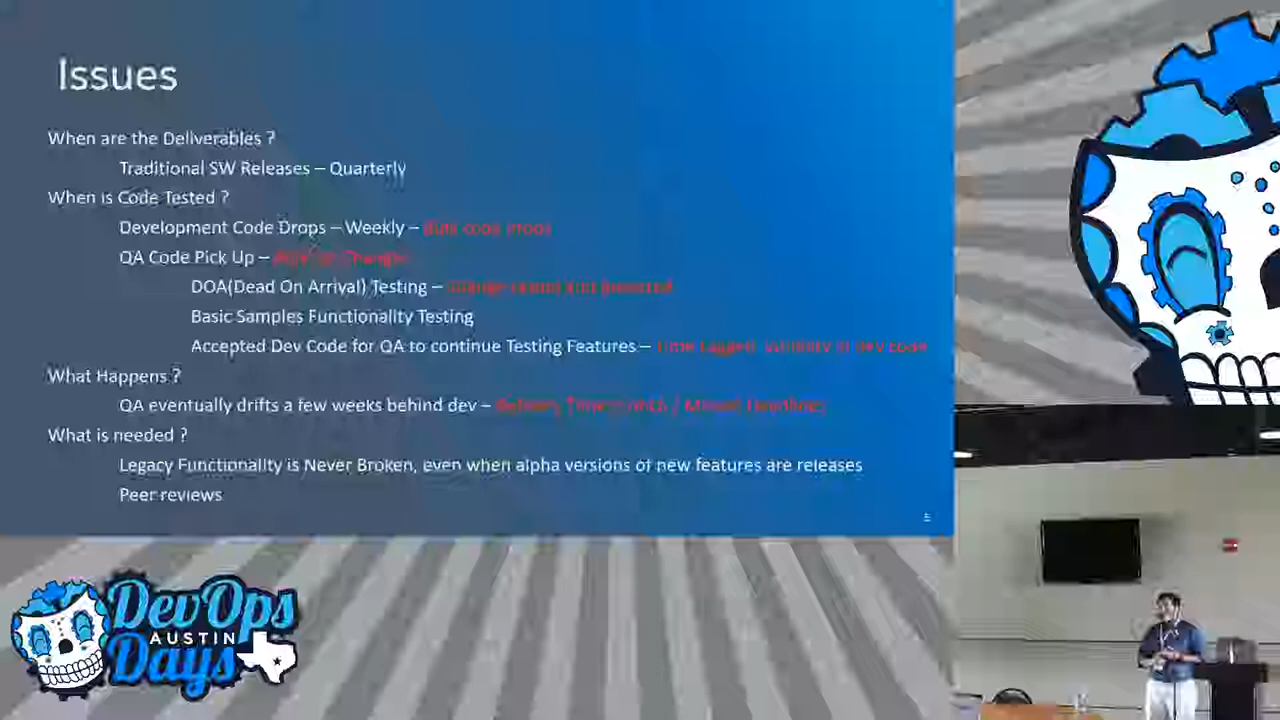 Issues
When are the Deliverables ?
Traditional SW Releases – Quarterly
When is Code Tested ?
Development Code Drops – Weekly – Bulk code drops
QA Code Pick Up –
DOA(Dead On Arrival) Testing –
Basic Samples Functionality Testing
Accepted Dev Code for QA to continue Testing Features – Time lagged
What Happens ?
QA eventually drifts a few weeks behind dev – / Missed Deadlines
What is needed ?
Legacy Functionality is Never Broken, even when alpha versions of new features are releases
Peer reviews
DevOps
AUSTIN
Days